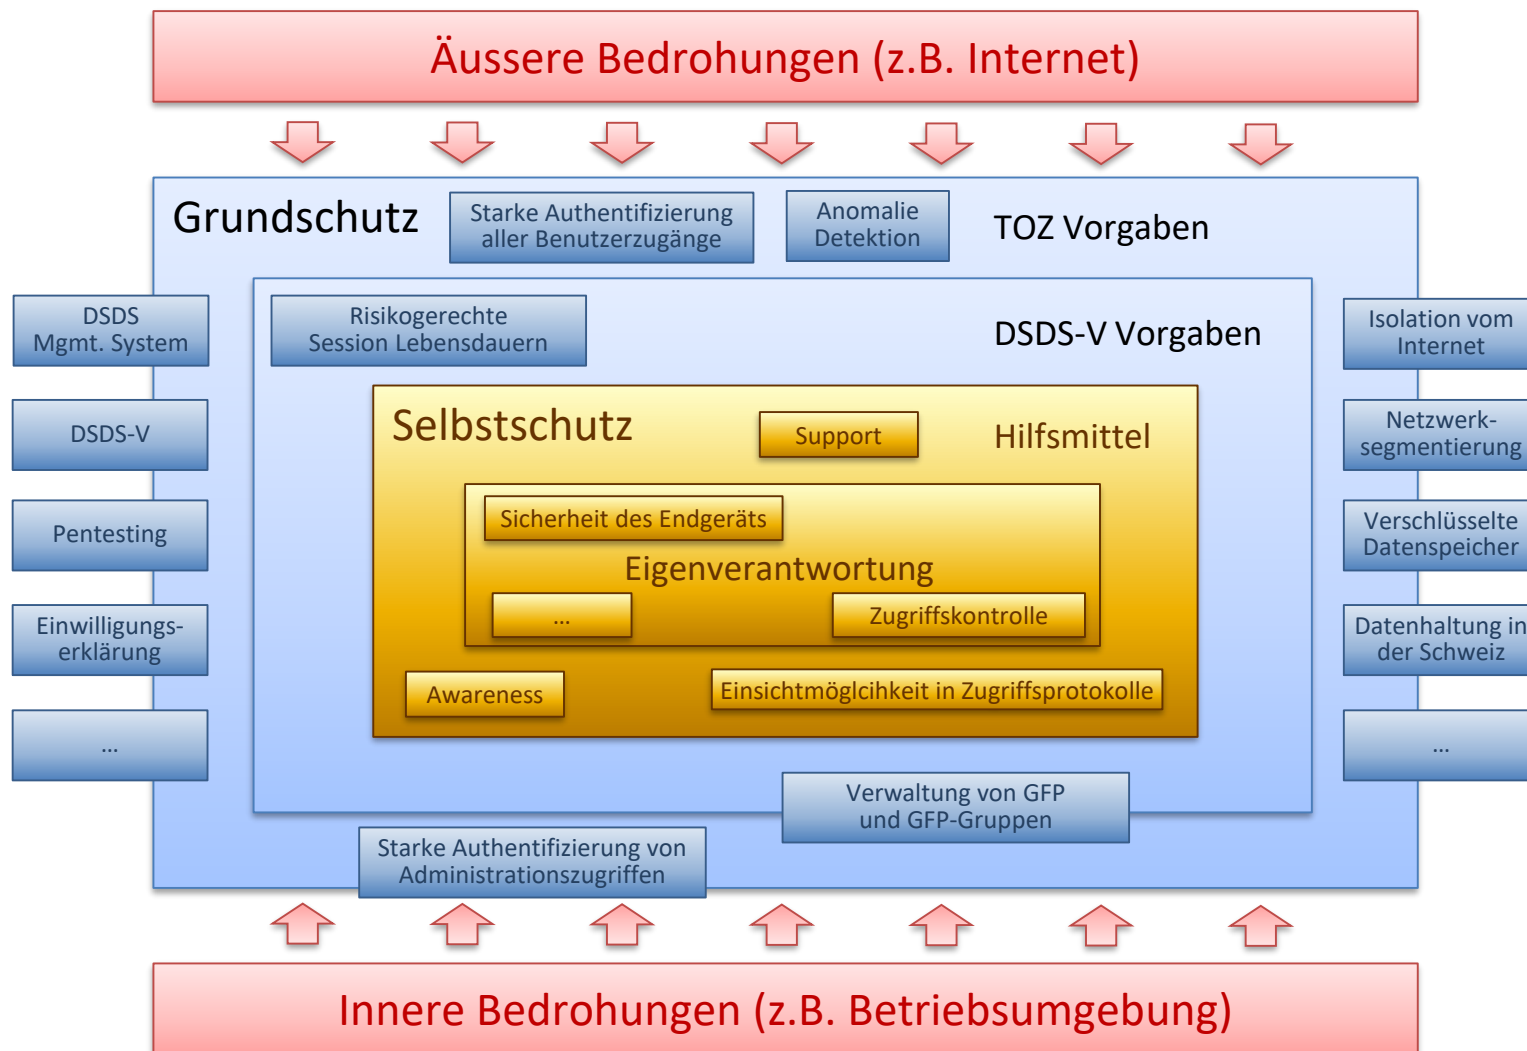 Äussere Bedrohungen (z.B. Internet)
Grundschutz
Starke Authentifizierung
aller Benutzerzugänge
Anomalie
Detektion
TOZ Vorgaben
DSDS
Mgmt. System
Risikogerechte
Session Lebensdauern
DSDS-V Vorgaben
Isolation vom
Internet
DSDS-V
Selbstschutz
Support
Hilfsmittel
Netzwerk-
segmentierung
Pentesting
Sicherheit des Endgeräts
Verschlüsselte
Datenspeicher
Eigenverantwortung
...
Zugriffskontrolle
Einwilligungs-
erklärung
Datenhaltung in
der Schweiz
Awareness
Einsichtmöglcihkeit in Zugriffsprotokolle
...
...
Verwaltung von GFP
und GFP-Gruppen
Starke Authentifizierung von
Administrationszugriffen
Innere Bedrohungen (z.B. Betriebsumgebung)